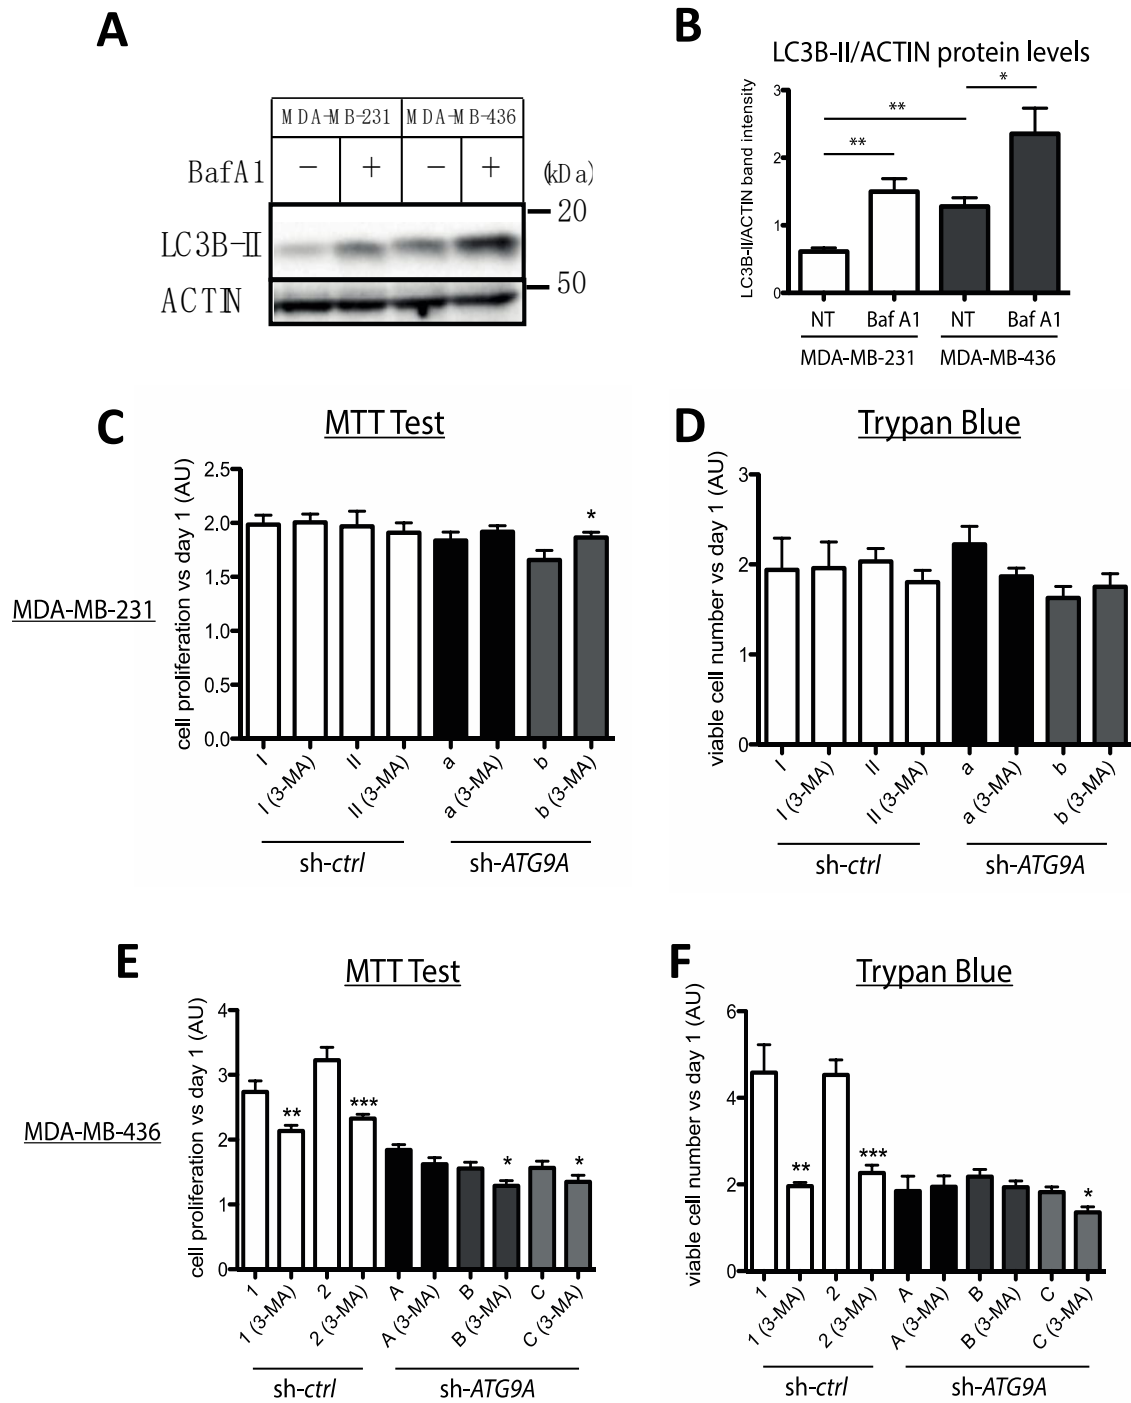 A
MDA-MB-231 MDA-MB-436
BafA1 − + − + (kDa)
LC3B-II 20
ACTIN 50
B
LC3B-II/ACTIN protein levels
LC3B-II/ACTIN band intensity
3
2
1
0
** ** *
NT Baf A1 NT Baf A1
MDA-MB-231 MDA-MB-436
MDA-MB-231
C
MTT Test
cell proliferation vs day 1 (AU)
2.5
2.0
1.5
1.0
0.5
0.0
*
I I (3-MA) II II (3-MA) a a (3-MA) b b (3-MA)
sh-ctrl sh-ATG9A
D
Trypan Blue
viable cell number vs day 1 (AU)
3
2
1
0
I I (3-MA) II II (3-MA) a a (3-MA) b b (3-MA)
sh-ctrl sh-ATG9A
MDA-MB-436
E
MTT Test
cell proliferation vs day 1 (AU)
4
3
2
1
0
** *** * *
1 1 (3-MA) 2 2 (3-MA) A A (3-MA) B B (3-MA) C C (3-MA)
sh-ctrl sh-ATG9A
F
Trypan Blue
viable cell number vs day 1 (AU)
6
4
2
0
** *** *
1 1 (3-MA) 2 2 (3-MA) A A (3-MA) B B (3-MA) C C (3-MA)
sh-ctrl sh-ATG9A